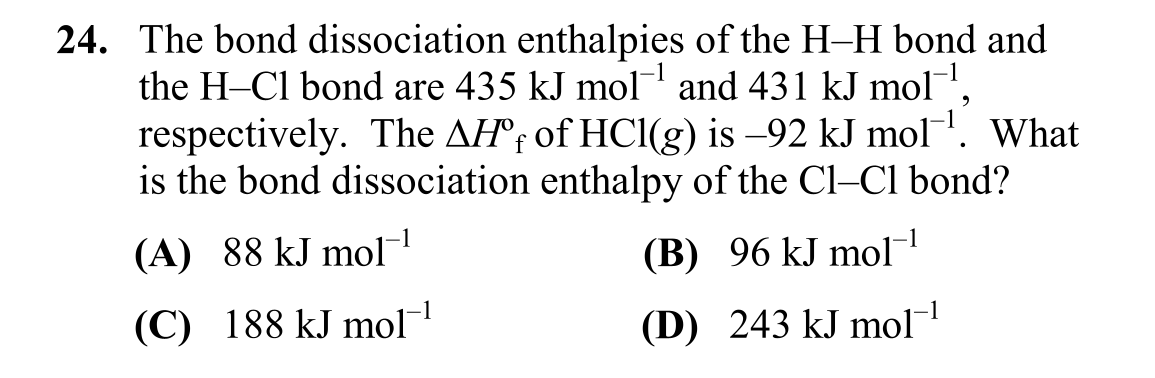 24. The bond dissociation enthalpies of the H–H bond and
the H–Cl bond are 435 kJ mol⁻¹ and 431 kJ mol⁻¹,
respectively. The ΔHºf of HCl(g) is –92 kJ mol⁻¹. What
is the bond dissociation enthalpy of the Cl–Cl bond?
(A) 88 kJ mol⁻¹ (B) 96 kJ mol⁻¹
(C) 188 kJ mol⁻¹ (D) 243 kJ mol⁻¹